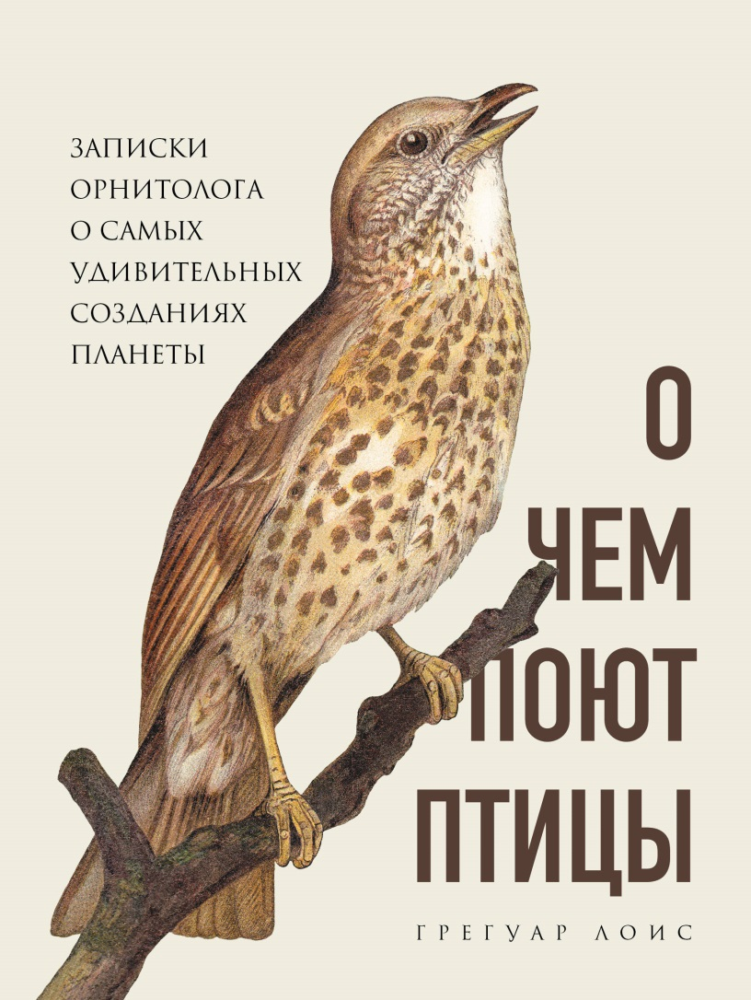 ЗАПИСКИ
ОРНИТОЛОГА
О САМЫХ
УДИВИТЕЛЬНЫХ
СОЗДАНИЯХ
ПЛАНЕТЫ
О
ЧЕМ
ПОЮТ
ПТИЦЫ
ГРЕГУАР ЛОИС